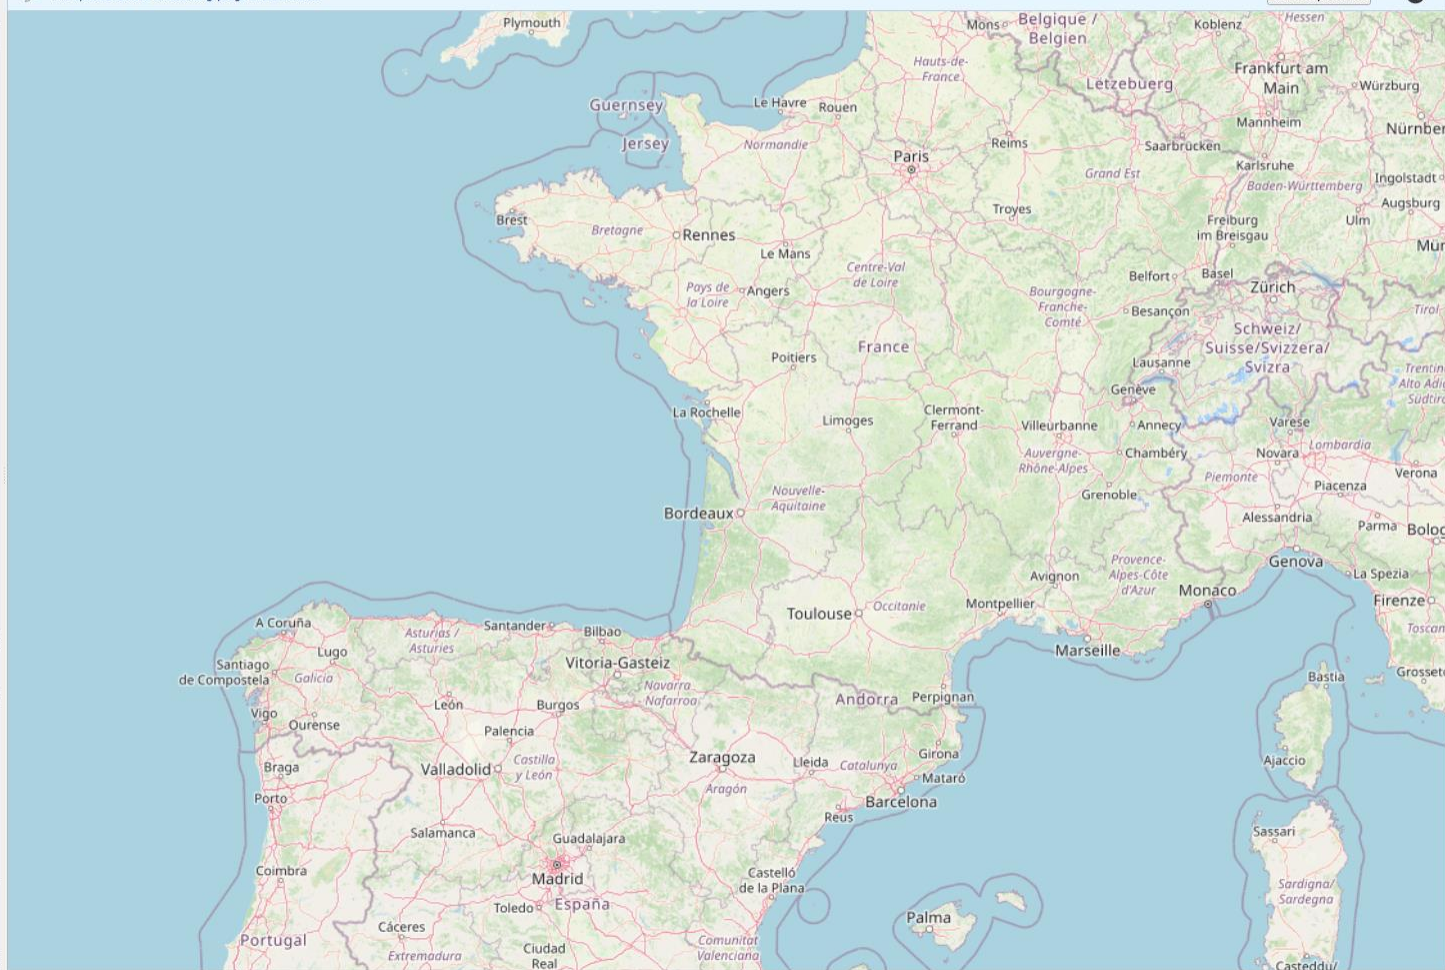 Plymouth
Mons
Belgique /
Belgien
Koblenz
Hessen
Hauts-de-
France
Letzebuerg
Frankfurt am
Main
Würzburg
Guernsey
Le Havre
Rouen
Mannheim
Nürnber
Jersey
Normandie
Paris
Reims
Saarbrücken
Karlsruhe
Grand Est
Baden-Württemberg
Ingolstadt
Brest
Troyes
Augsburg
Bretagne
Rennes
Freiburg
im Breisgau
Ulm
Le Mans
Mün
Centre-Val
de Loire
Belfort
Basel
Pays de
la Loire
Angers
Bourgogne-
Franche-
Comté
Zürich
Besançon
Tirol
Poitiers
France
Schweiz/
Suisse/Svizzera/
Svizra
Lausanne
Trentin
Alto Adig
Südtiro
Genève
La Rochelle
Limoges
Clermont-
Ferrand
Villeurbanne
Annecy
Varese
Auvergne-
Rhône-Alpes
Chambéry
Novara
Lombardia
Piemonte
Verona
Nouvelle-
Aquitaine
Grenoble
Piacenza
Bordeaux
Alessandria
Parma
Bolog
Avignon
Provence-
Alpes-Côte
d'Azur
Genova
La Spezia
Monaco
Toulouse
Occitanie
Montpellier
Firenze
A Coruña
Asturias /
Asturies
Santander
Bilbao
Toscan
Lugo
Marseille
Santiago
de Compostela
Vitoria-Gasteiz
Galicia
Navarra
Nafarroa
Andorra
Perpignan
Bastia
Grosset
León
Burgos
Vigo
Ourense
Palencia
Girona
Braga
Valladolid
Castilla
y León
Zaragoza
Lleida
Catalunya
Ajaccio
Mataró
Porto
Aragón
Barcelona
Reus
Salamanca
Guadalajara
Sassari
Coimbra
Madrid
Castelló
de la Plana
Sardigna/
Sardegna
Toledo
España
Palma
Cáceres
Portugal
Extremadura
Ciudad
Real
Comunitat
Valenciana
Casteddu/